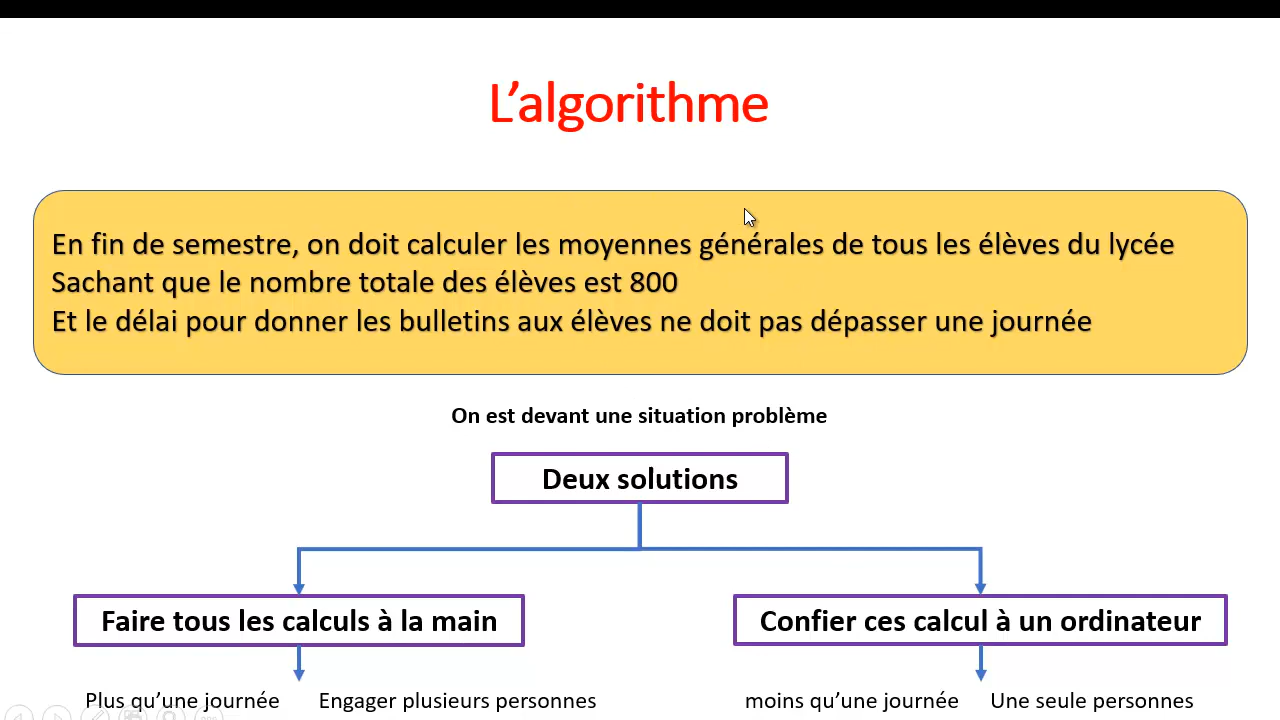 L’algorithme
En fin de semestre, on doit calculer les moyennes générales de tous les élèves du lycée
Sachant que le nombre totale des élèves est 800
Et le délai pour donner les bulletins aux élèves ne doit pas dépasser une journée
On est devant une situation problème
Deux solutions
Faire tous les calculs à la main
Confier ces calcul à un ordinateur
Plus qu’une journée
Engager plusieurs personnes
moins qu’une journée
Une seule personnes